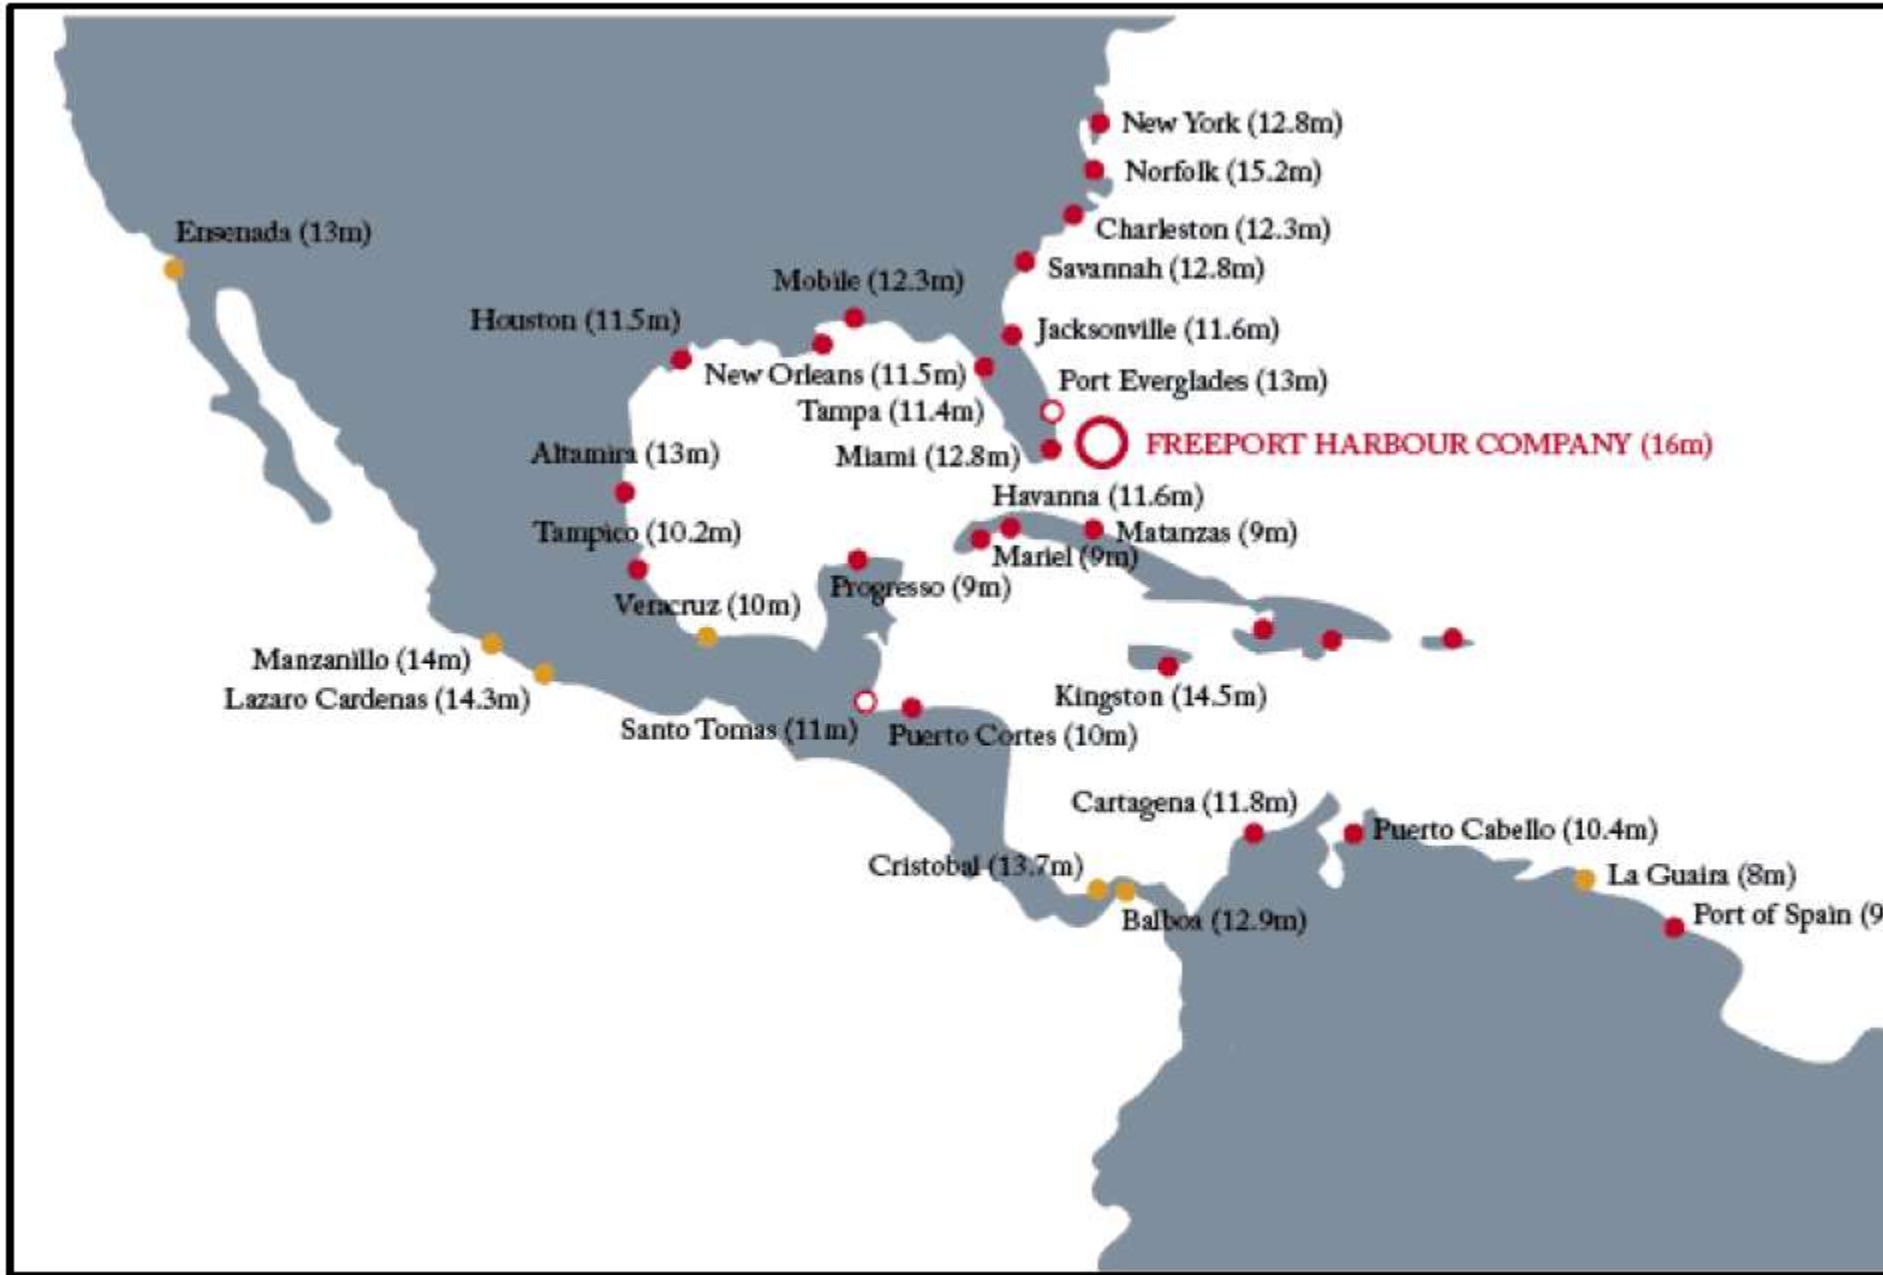 New York (12.8m)
Norfolk (15.2m)
Charleston (12.3m)
Ensenada (13m)
Savannah (12.8m)
Mobile (12.3m)
Houston (11.5m)
Jacksonville (11.6m)
New Orleans (11.5m)
Port Everglades (13m)
Tampa (11.4m)
FREEPORT HARBOUR COMPANY (16m)
Altamira (13m)
Miami (12.8m)
Havanna (11.6m)
Tampico (10.2m)
Matanzas (9m)
Mariel (9m)
Progresso (9m)
Veracruz (10m)
Manzanillo (14m)
Lazaro Cardenas (14.3m)
Kingston (14.5m)
Santo Tomas (11m)
Puerto Cortes (10m)
Cartagena (11.8m)
Puerto Cabello (10.4m)
Cristobal (13.7m)
La Guaira (8m)
Port of Spain (9
Balboa (12.9m)